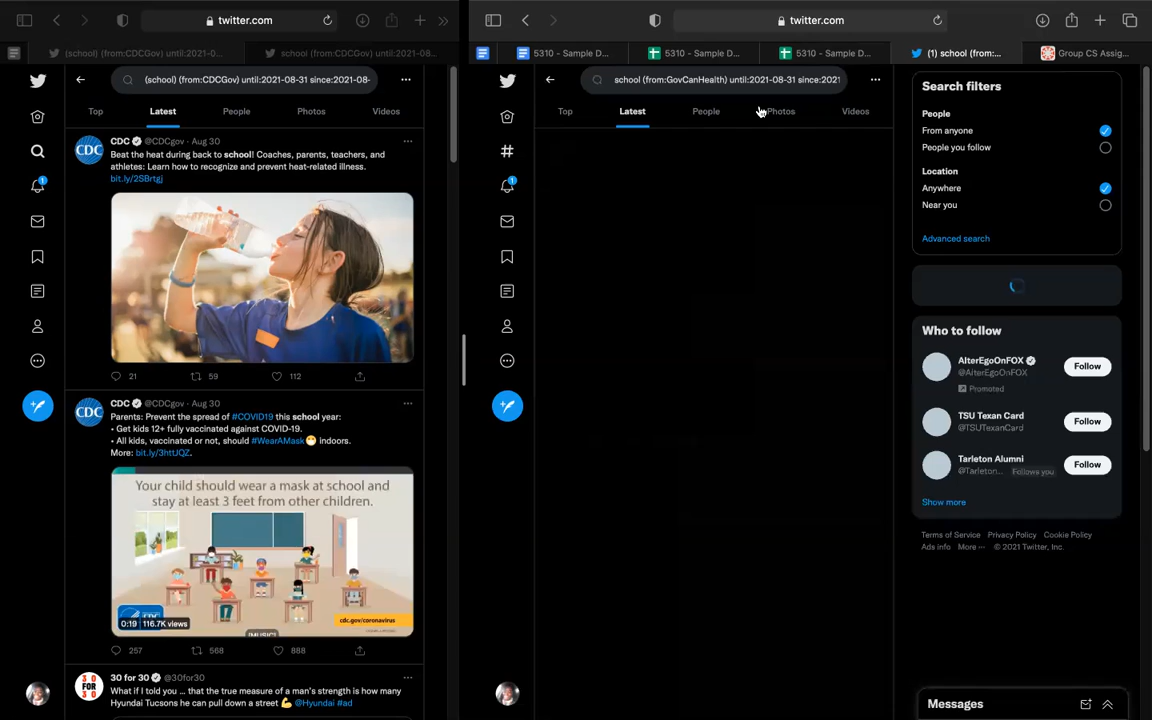 twitter.com
(school) (from:CDCGov) until:2021-0...
school (from:CDCGov) until:2021-08...
(school) (from:CDCGov) until:2021-08-31 since:2021-08-
Top Latest People Photos Videos
CDC @CDCgov · Aug 30
Beat the heat during back to school! Coaches, parents, teachers, and
athletes: Learn how to recognize and prevent heat-related illness.
bit.ly/2SBrtgj
21 59 112
CDC @CDCgov · Aug 30
Parents: Prevent the spread of #COVID19 this school year:
• Get kids 12+ fully vaccinated against COVID-19.
• All kids, vaccinated or not, should #WearAMask 😷 indoors.
More: bit.ly/3htUQZ.
Your child should wear a mask at school and
stay at least 3 feet from other children.
CDC
0:19 116.7K views
[MUSIC]
cdc.gov/coronavirus
257 568 888
30 FOR 30
30 for 30 @30for30
What if I told you ... that the true measure of a man's strength is how many
Hyundai Tucsons he can pull down a street 💪 @Hyundai #ad
twitter.com
5310 - Sample D...
5310 - Sample D...
5310 - Sample D...
(1) school (from:...
Group CS Assig...
school (from:GovCanHealth) until:2021-08-31 since:2021
Top Latest People Photos Videos
Search filters
People
From anyone
People you follow
Location
Anywhere
Near you
Advanced search
Who to follow
AlterEgoOnFOX
@AlterEgoOnFOX
Promoted
Follow
TSU Texan Card
@TSUTexanCard
Follow
Tarleton Alumni
@Tarleton... Follows you
Follow
Show more
Terms of Service Privacy Policy Cookie Policy
Ads info More ··· © 2021 Twitter, Inc.
Messages